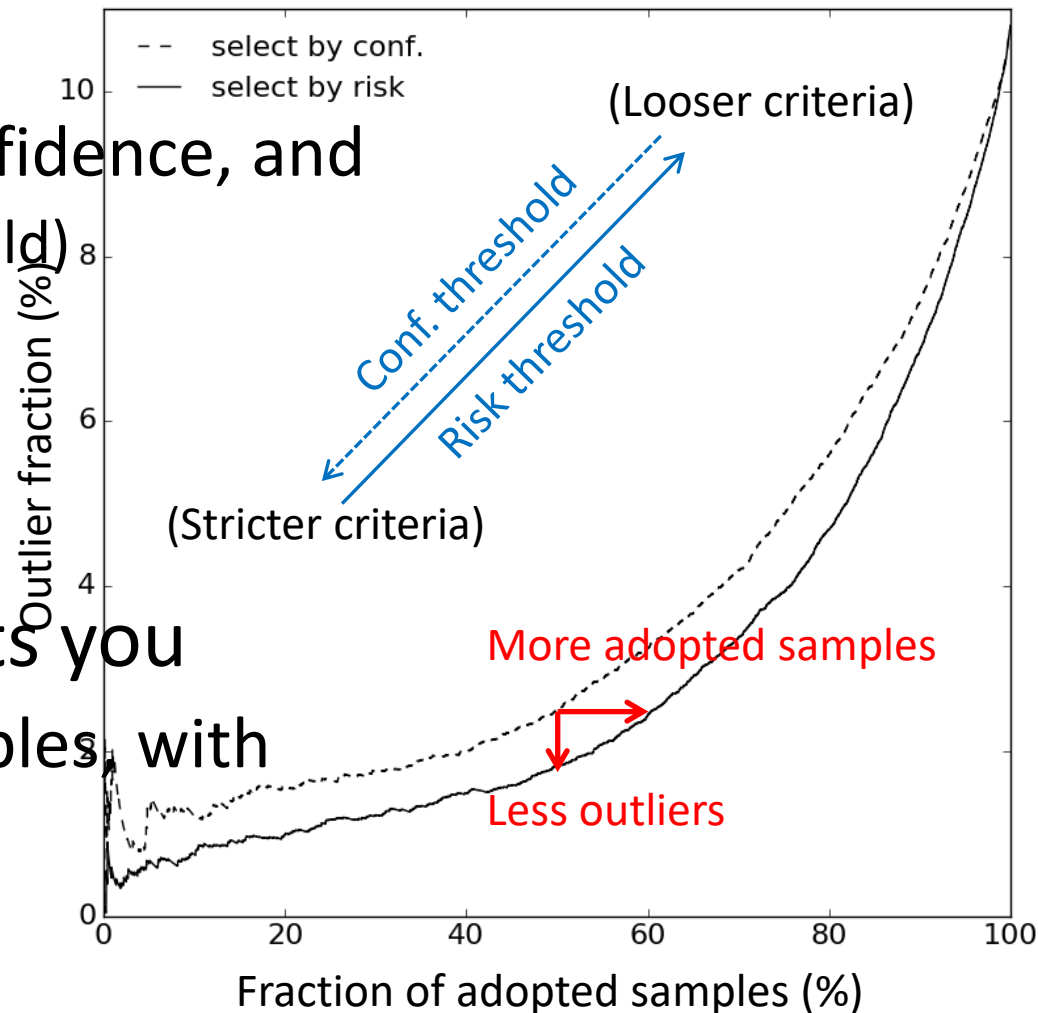 select by conf.
select by risk
(Looser criteria)
fidence, and
ld)
Conf. threshold
Risk threshold
(Stricter criteria)
ts you
More adopted samples
with
Less outliers
Outlier fraction (%)
10
8
6
4
0
0 20 40 60 80 100
Fraction of adopted samples (%)